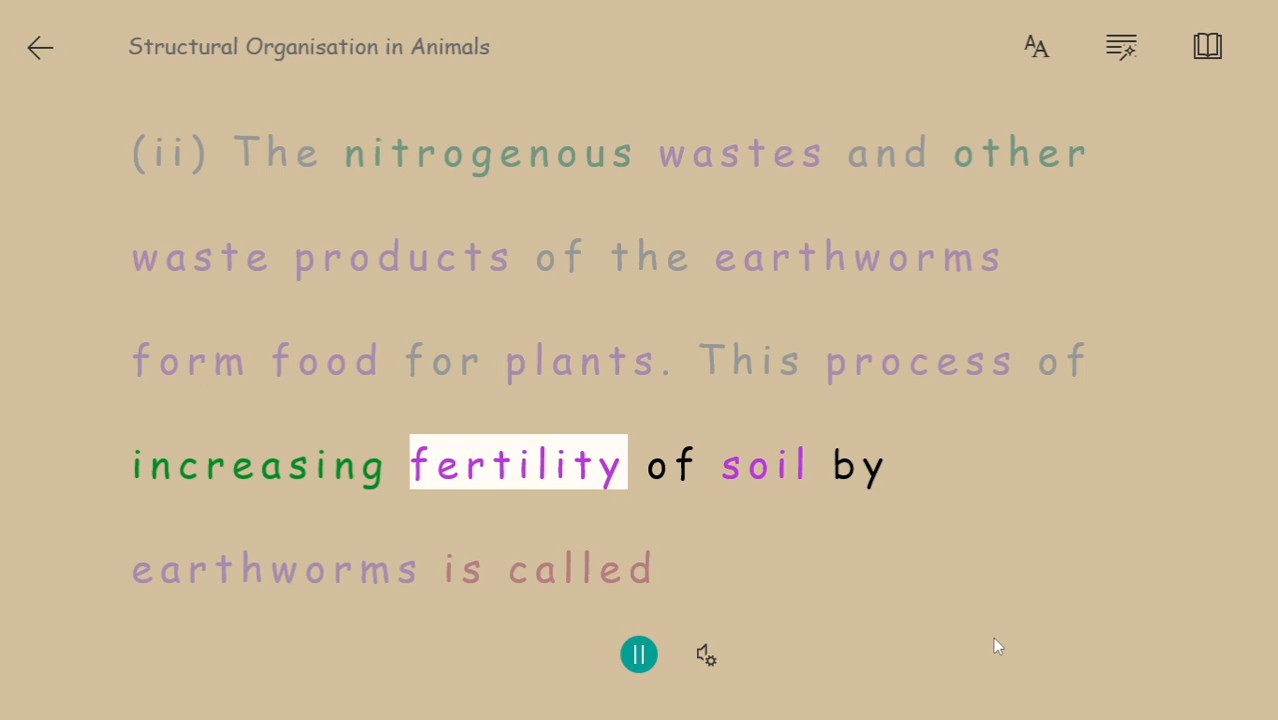 Structural Organisation in Animals
(ii) The nitrogenous wastes and other
waste products of the earthworms
form food for plants. This process of
increasing fertility of soil by
earthworms is called